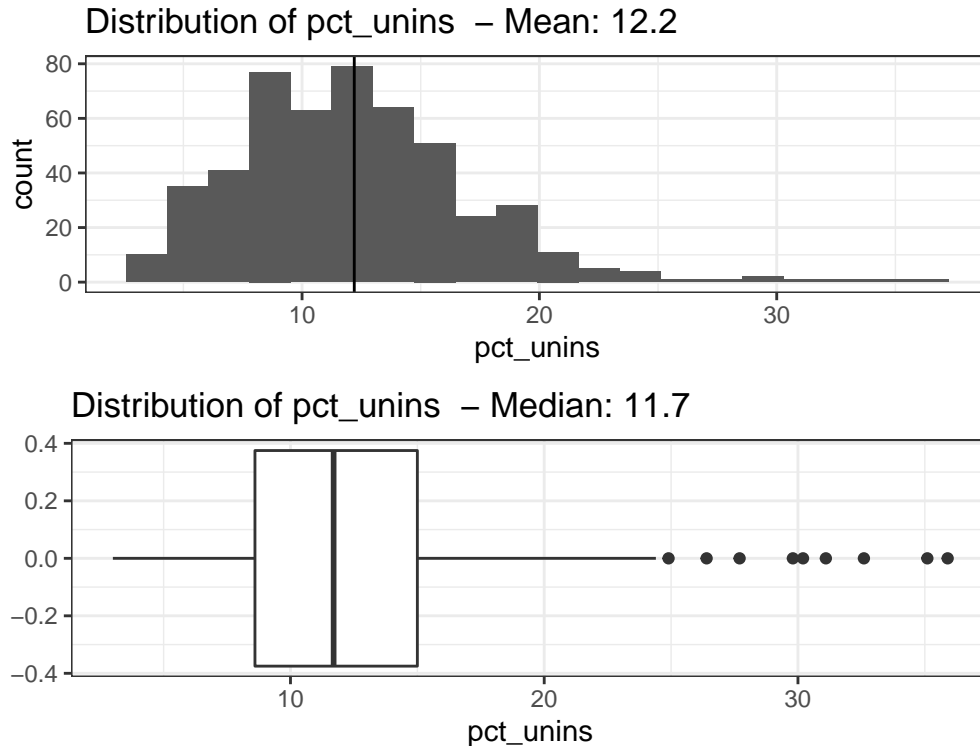 Distribution of pct_unins – Mean: 12.2
80
60
40
20
0
count
10 20 30
pct_unins
Distribution of pct_unins – Median: 11.7
0.4
0.2
0.0
−0.2
−0.4
10 20 30
pct_unins